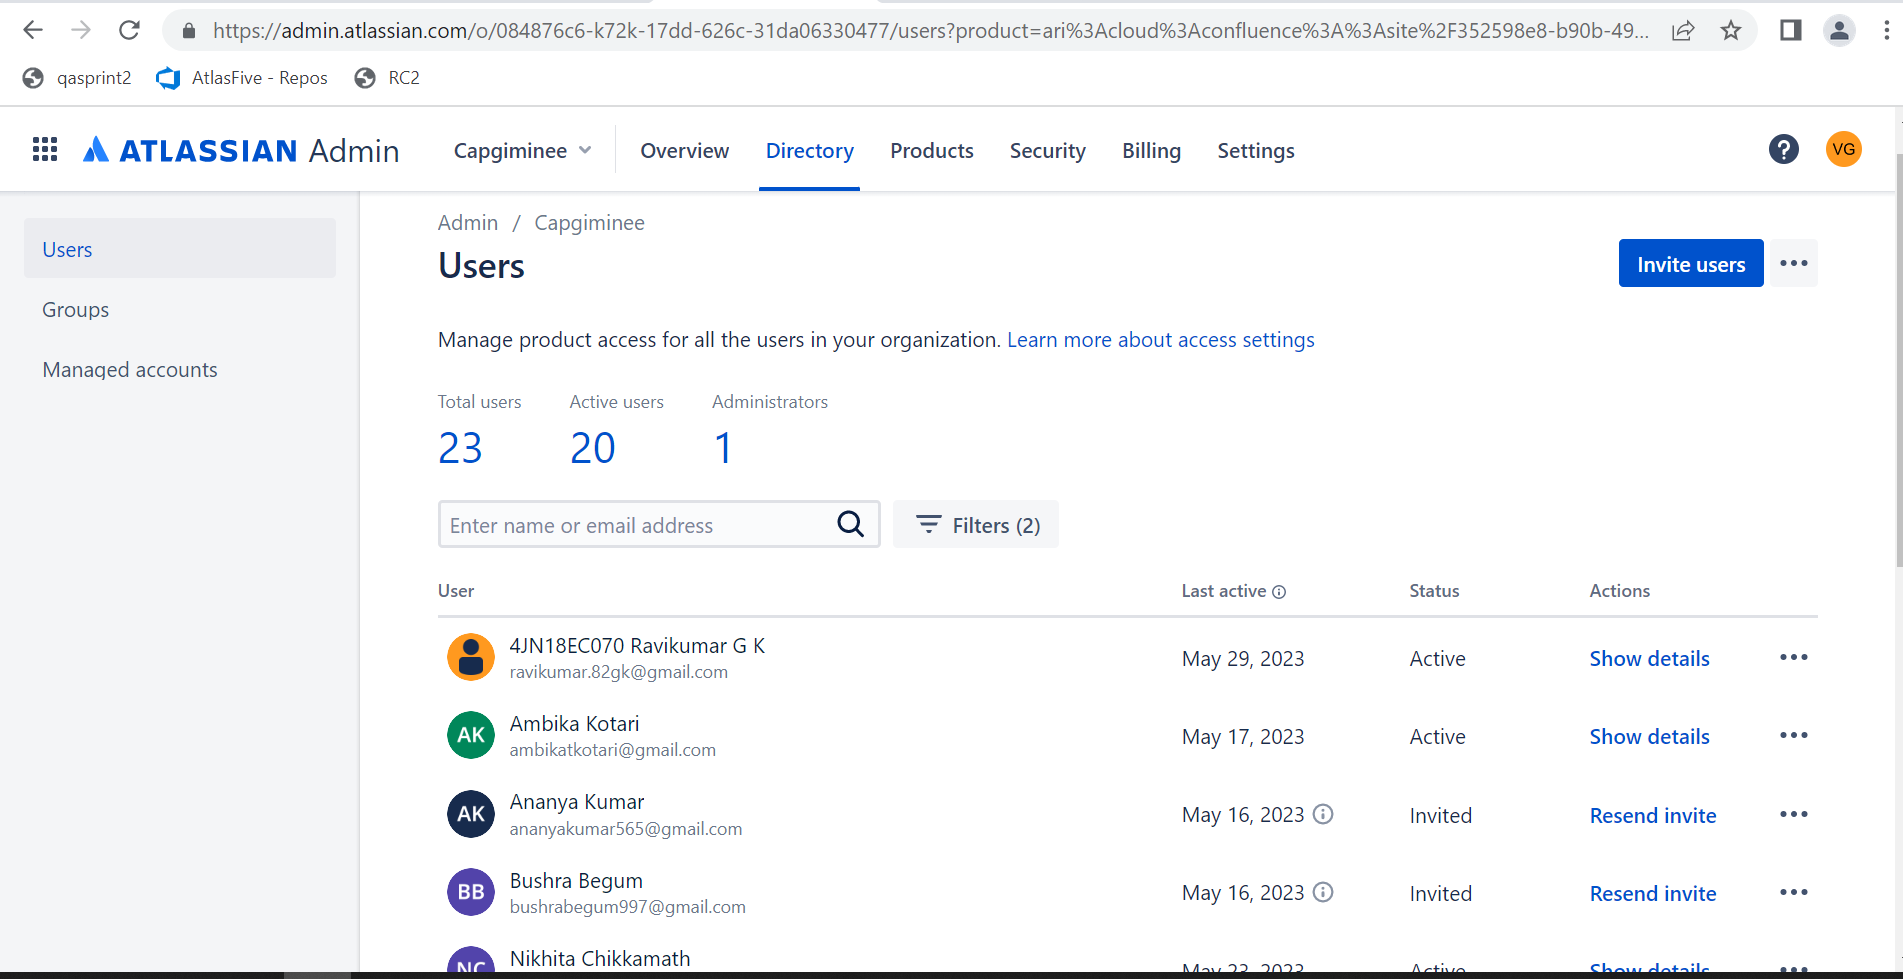 https://admin.atlassian.com/o/084876c6-k72k-17dd-626c-31da06330477/users?product=ari%3Acloud%3Aconfluence%3A%3Asite%2F352598e8-b90b-49...
qasprint2 AtlasFive - Repos RC2
ATLASSIAN Admin Capgiminee Overview Directory Products Security Billing Settings ? VG
Users
Groups
Managed accounts
Admin / Capgiminee
Users
Invite users
Manage product access for all the users in your organization. Learn more about access settings
Total users Active users Administrators
23 20 1
Enter name or email address Filters (2)
User Last active Status Actions
4JN18EC070 Ravikumar G K
ravikumar.82gk@gmail.com
May 29, 2023 Active Show details
AK Ambika Kotari
ambikatkotari@gmail.com
May 17, 2023 Active Show details
AK Ananya Kumar
ananyakumar565@gmail.com
May 16, 2023 Invited Resend invite
BB Bushra Begum
bushrabegum997@gmail.com
May 16, 2023 Invited Resend invite
NC Nikhita Chikkamath
May 23, 2023 Active Show details